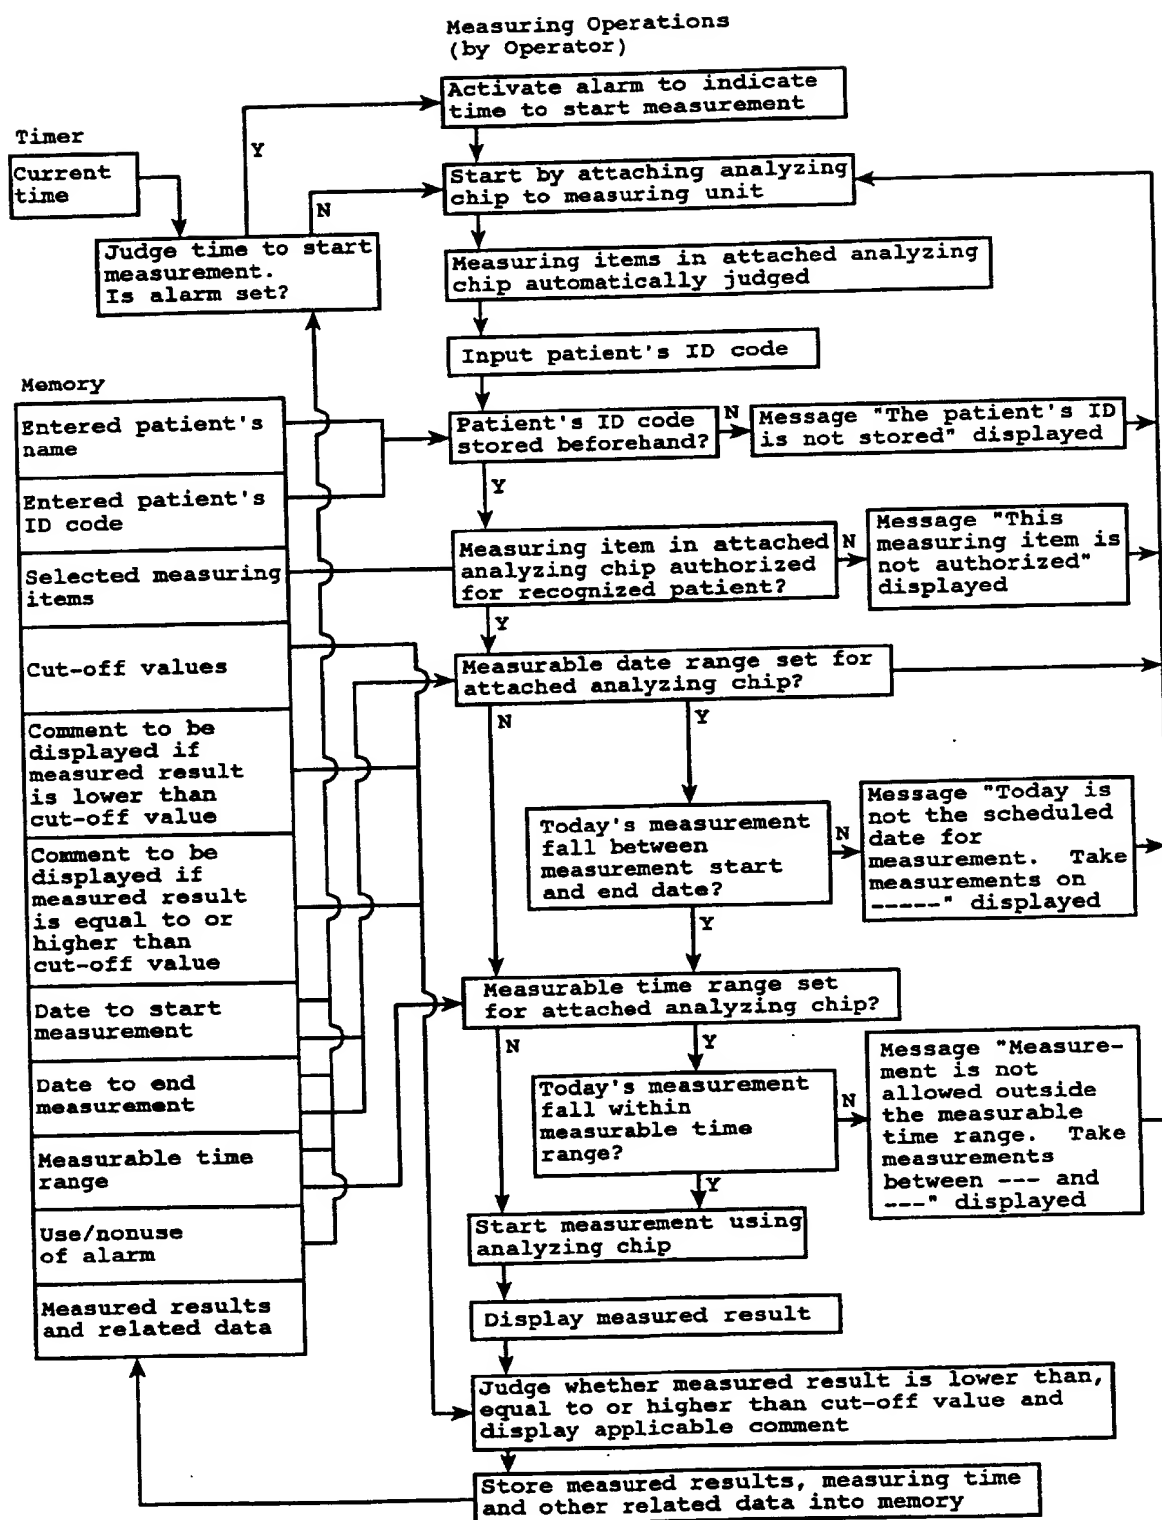 Measuring Operations
(by Operator)
Activate alarm to indicate
time to start measurement
Timer
Y
Current
time
Start by attaching analyzing
chip to measuring unit
N
Judge time to start
measurement.
Is alarm set?
Measuring items in attached analyzing
chip automatically judged
Input patient's ID code
Memory
Entered patient's
name
Patient's ID code
stored beforehand?
N
Message "The patient's ID
is not stored" displayed
Y
Entered patient's
ID code
Selected measuring
items
Measuring item in attached
analyzing chip authorized
for recognized patient?
N
Message "This
measuring item is
not authorized"
displayed
Y
Cut-off values
Measurable date range set for
attached analyzing chip?
N
Y
Comment to be
displayed if
measured result
is lower than
cut-off value
Today's measurement
fall between
measurement start
and end date?
N
Message "Today is
not the scheduled
date for
measurement. Take
measurements on
-----" displayed
Y
Comment to be
displayed if
measured result
is equal to or
higher than
cut-off value
Date to start
measurement
Measurable time range set
for attached analyzing chip?
N
Y
Date to end
measurement
Today's measurement
fall within
measurable time
range?
N
Message "Measure-
ment is not
allowed outside
the measurable
time range. Take
measurements
between --- and
---" displayed
Y
Measurable time
range
Use/nonuse
of alarm
Start measurement using
analyzing chip
Measured results
and related data
Display measured result
Judge whether measured result is lower than,
equal to or higher than cut-off value and
display applicable comment
Store measured results, measuring time
and other related data into memory